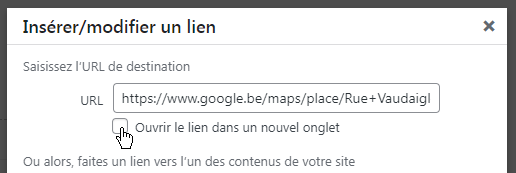 Insérer/modifier un lien
Saisissez l'URL de destination
URL https://www.google.be/maps/place/Rue+Vaudaigl
Ouvrir le lien dans un nouvel onglet
Ou alors, faites un lien vers l'un des contenus de votre site